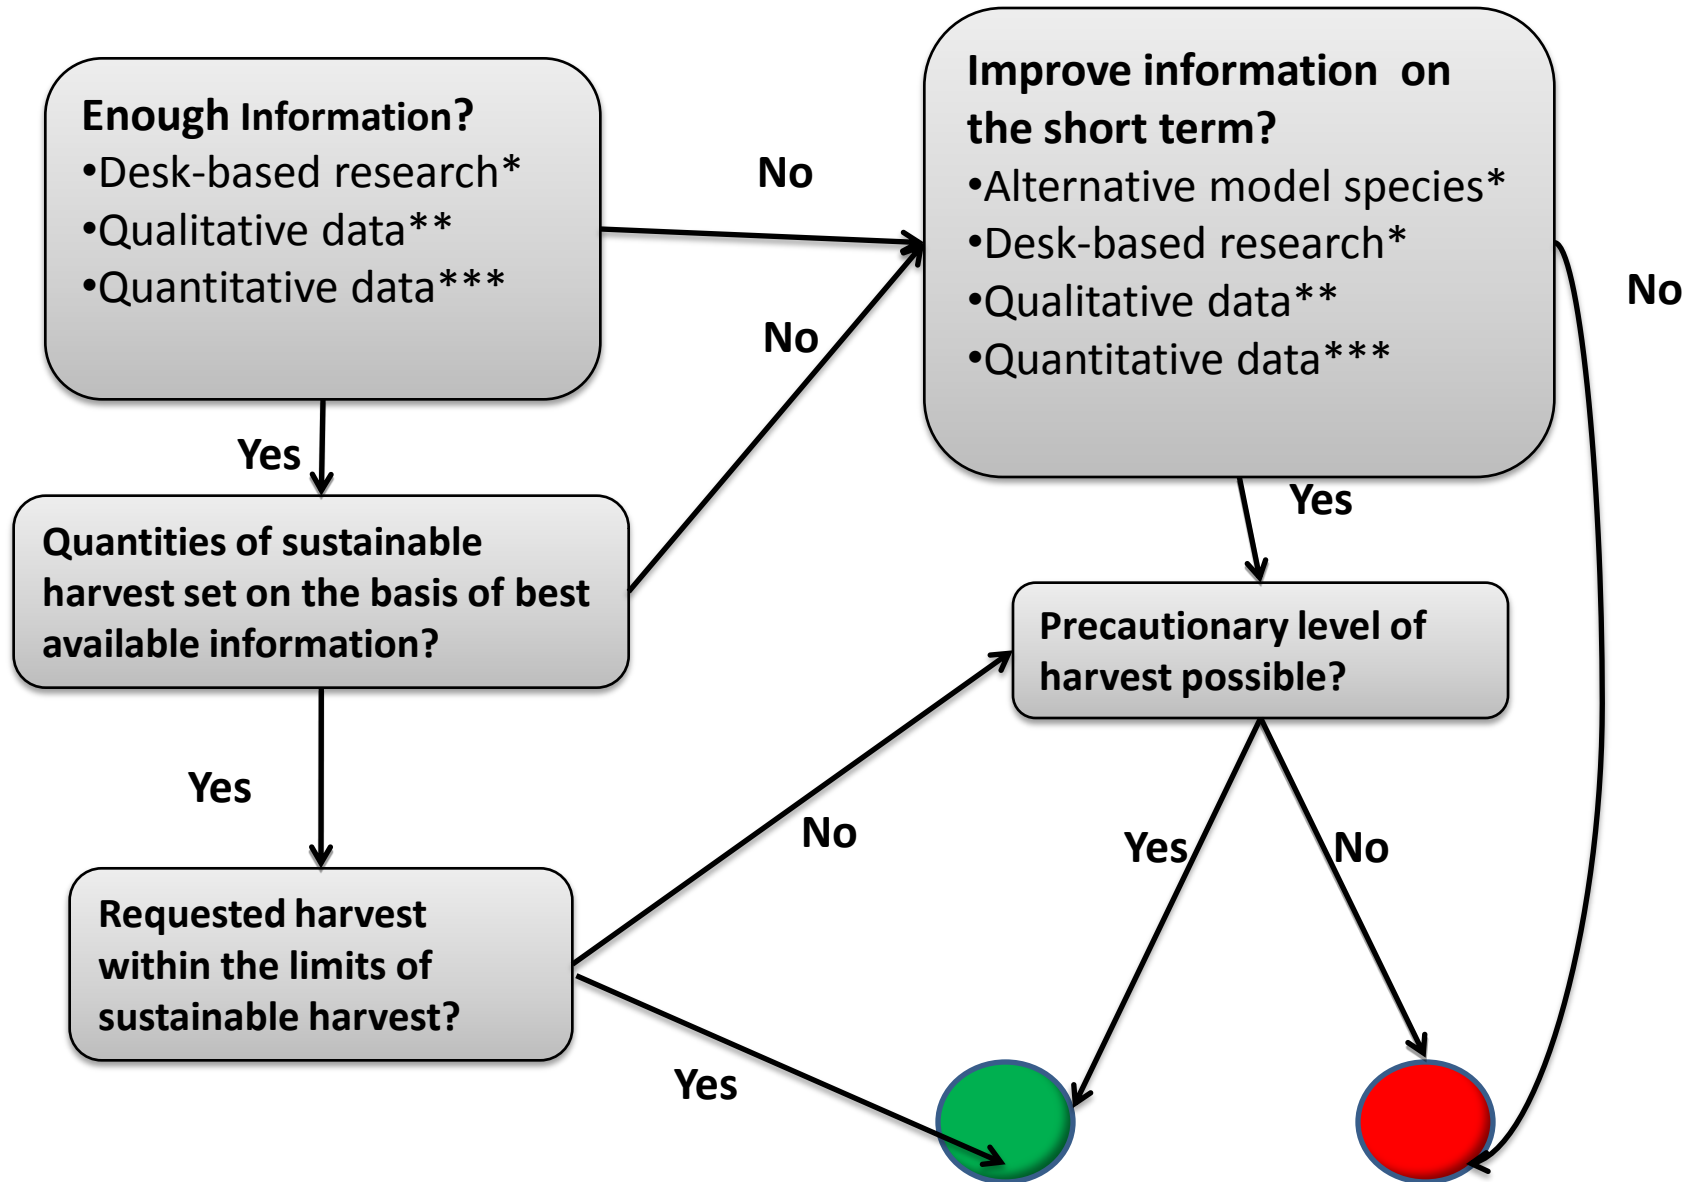 Enough Information?
•Desk-based research*
•Qualitative data**
•Quantitative data***
No
Improve information on
the short term?
•Alternative model species*
•Desk-based research*
•Qualitative data**
•Quantitative data***
No
No
Yes
Yes
Quantities of sustainable
harvest set on the basis of best
available information?
Precautionary level of
harvest possible?
Yes
No
Yes
No
Requested harvest
within the limits of
sustainable harvest?
Yes